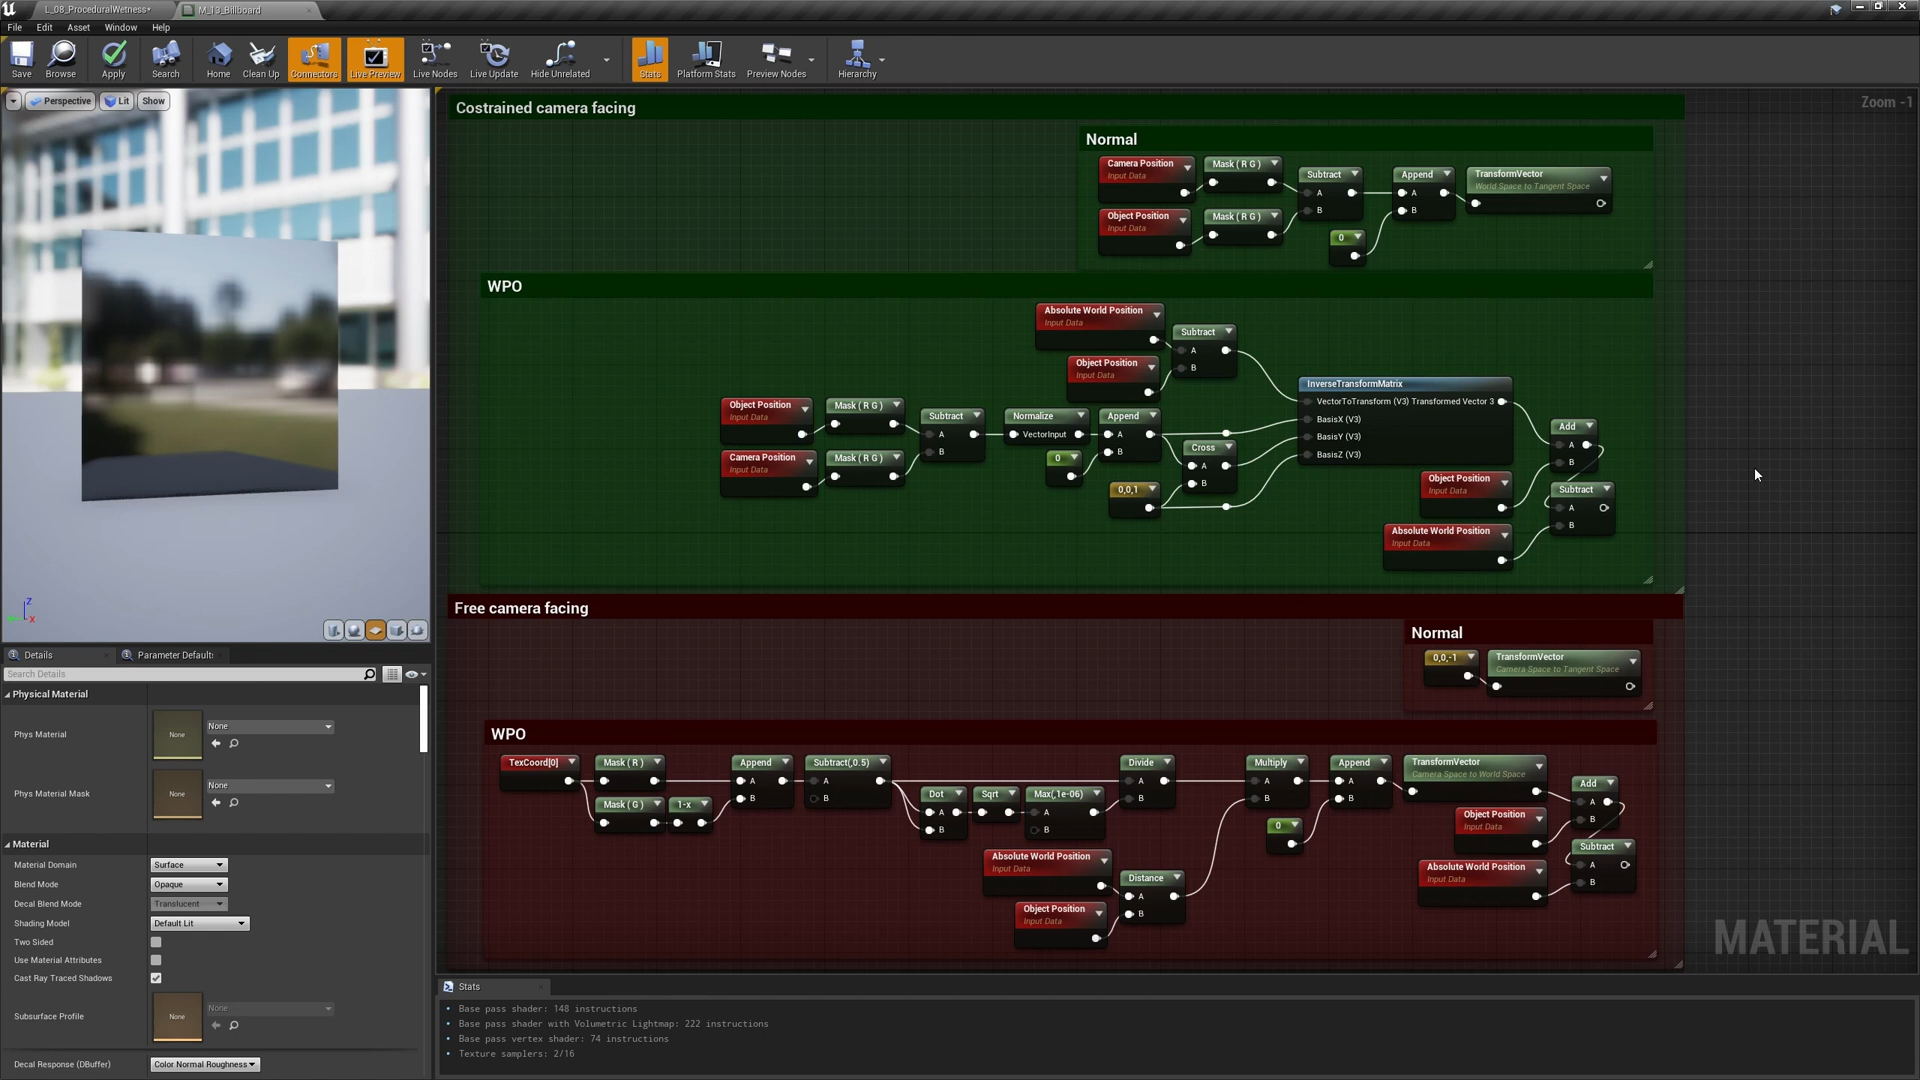 L_08_ProceduralWetness*
M_13_Billboard
File Edit Asset Window Help
Save Browse Apply Search Home Clean Up Connectors Live Preview Live Nodes Live Update Hide Unrelated Stats Platform Stats Preview Nodes Hierarchy
Perspective Lit Show
Zoom -1
Costrained camera facing
Normal
Camera Position
Input Data
Mask ( R G )
Object Position
Input Data
Mask ( R G )
Subtract
A
B
0
Append
A
B
TransformVector
World Space to Tangent Space
WPO
Absolute World Position
Input Data
Object Position
Input Data
Subtract
A
B
Object Position
Input Data
Mask ( R G )
Camera Position
Input Data
Mask ( R G )
Subtract
A
B
Normalize
VectorInput
0
Append
A
B
0,0,1
Cross
A
B
InverseTransformMatrix
VectorToTransform (V3) Transformed Vector 3
BasisX (V3)
BasisY (V3)
BasisZ (V3)
Add
A
B
Object Position
Input Data
Subtract
A
B
Absolute World Position
Input Data
Free camera facing
Normal
0,0,-1
TransformVector
Camera Space to Tangent Space
WPO
TexCoord[0]
Mask ( R )
Mask ( G )
1-x
Append
A
B
Subtract(,0.5)
A
B
Dot
A
B
Sqrt
Max(,1e-06)
A
B
Divide
A
B
Absolute World Position
Input Data
Object Position
Input Data
Distance
A
B
Multiply
A
B
0
Append
A
B
TransformVector
Camera Space to World Space
Object Position
Input Data
Add
A
B
Absolute World Position
Input Data
Subtract
A
B
MATERIAL
Z
X
Details
Parameter Default
Search Details
Physical Material
Phys Material
None
None
Phys Material Mask
None
None
Material
Material Domain Surface
Blend Mode Opaque
Decal Blend Mode Translucent
Shading Model Default Lit
Two Sided
Use Material Attributes
Cast Ray Traced Shadows
Subsurface Profile
None
None
Decal Response (DBuffer) Color Normal Roughness
Stats
Base pass shader: 148 instructions
Base pass shader with Volumetric Lightmap: 222 instructions
Base pass vertex shader: 74 instructions
Texture samplers: 2/16